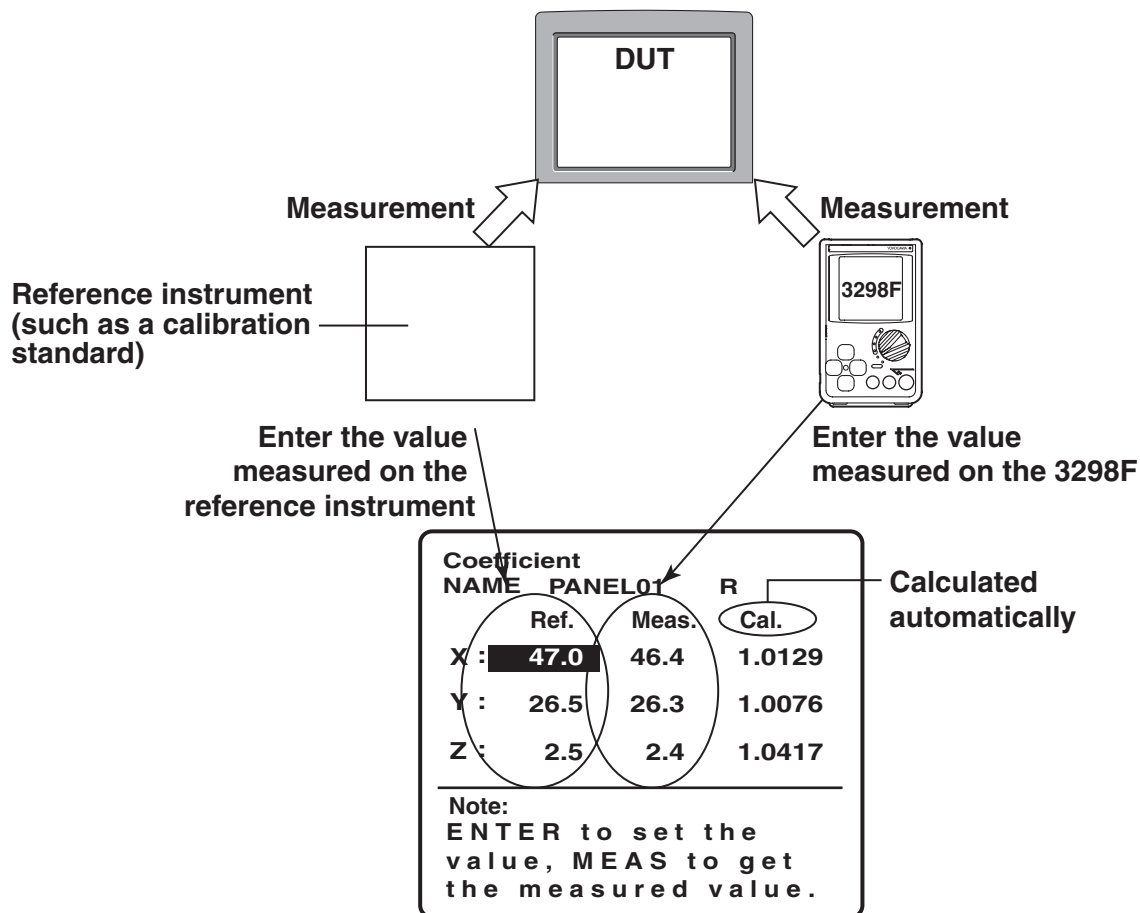 DUT
Measurement
Measurement
YOKOGAWA
3298F
Reference instrument
(such as a calibration
standard)
Enter the value
measured on the
reference instrument
Enter the value
measured on the 3298F
Coefficient
NAME PANEL01 R
Ref. Meas. Cal.
X : 47.0 46.4 1.0129
Y : 26.5 26.3 1.0076
Z : 2.5 2.4 1.0417
Calculated
automatically
Note:
ENTER to set the
value, MEAS to get
the measured value.